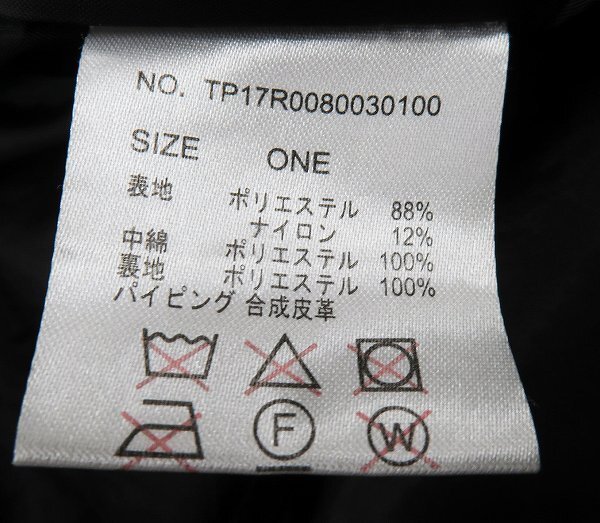 NO. TP17R0080030100
SIZE ONE
表地 ポリエステル 88%
ナイロン 12%
中綿 ポリエステル 100%
裏地 ポリエステル 100%
パイピング 合成皮革
F W